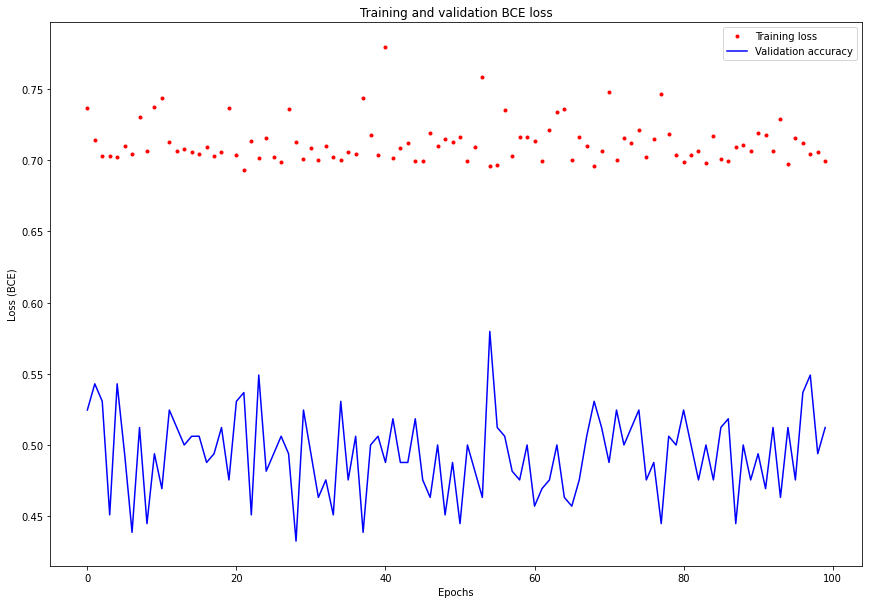 Training and validation BCE loss
Training loss
Validation accuracy
0.75
0.70
0.65
0.60
0.55
0.50
0.45
Loss (BCE)
0 20 40 60 80 100
Epochs